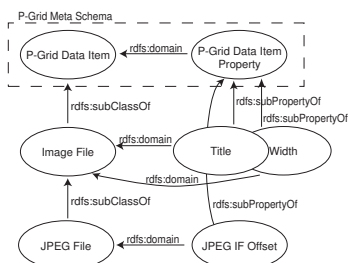 P-Grid Meta Schema
P-Grid Data Item
rdfs:domain
P-Grid Data Item
Property
rdfs:subClassOf
rdfs:subPropertyOf
rdfs:subPropertyOf
Image File
rdfs:domain
Title
Width
rdfs:domain
rdfs:subClassOf
rdfs:subPropertyOf
JPEG File
rdfs:domain
JPEG IF Offset